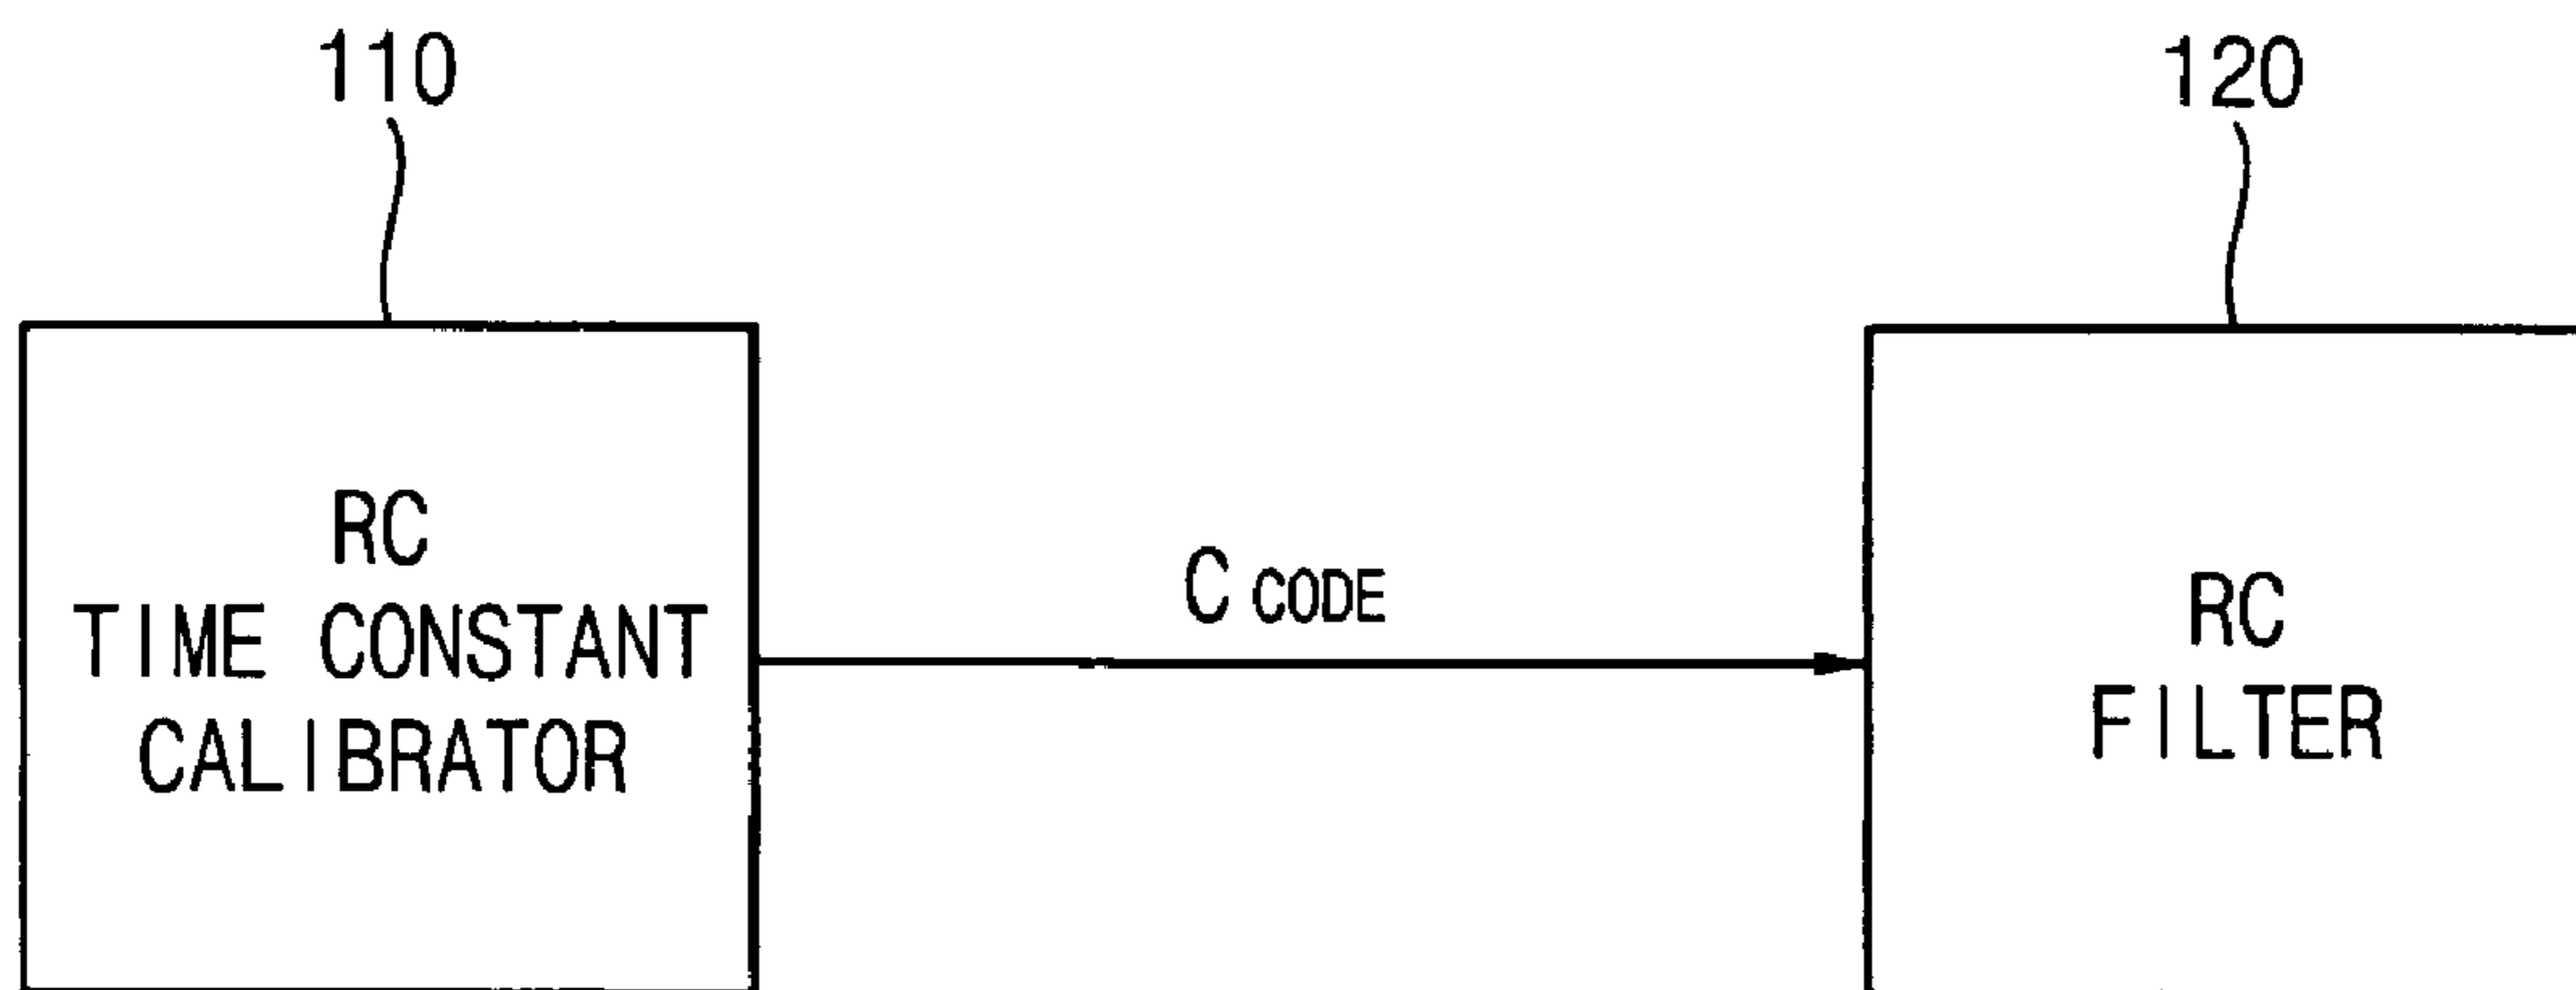 110
120
RC
TIME CONSTANT
CALIBRATOR
C CODE
RC
FILTER